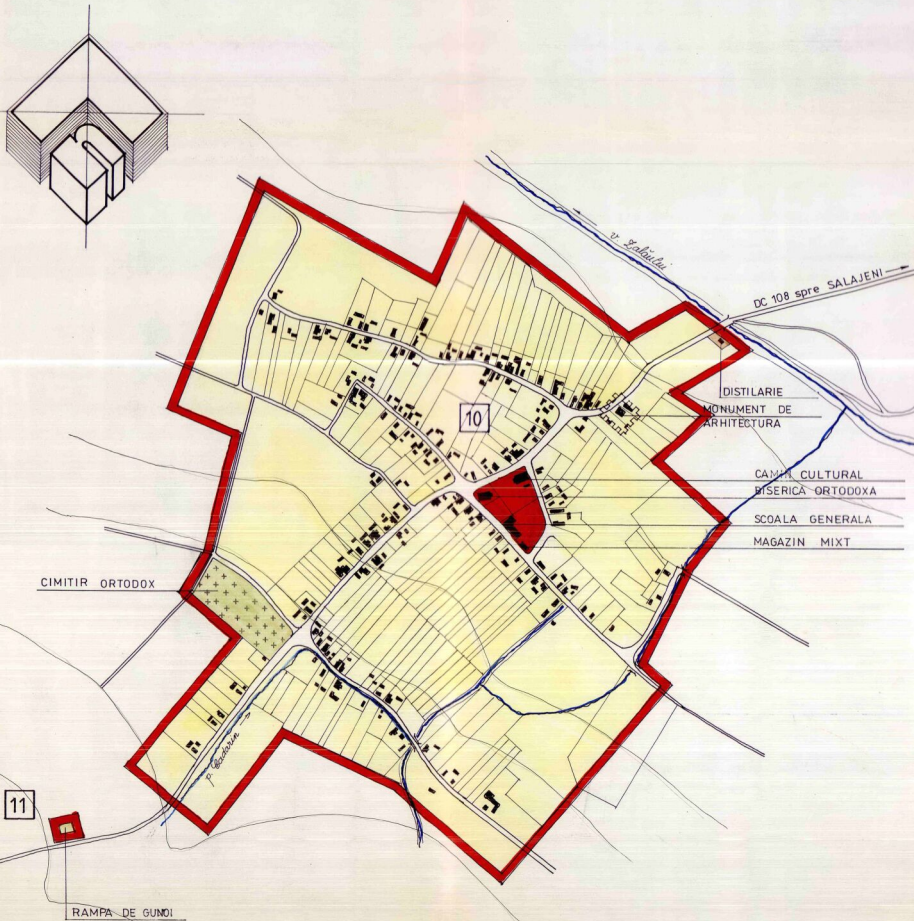 v. Zalăului
DC 108 spre SALAJENI
DISTILARIE
MONUMENT DE
ARHITECTURA
10
CAMIN CULTURAL
BISERICA ORTODOXA
SCOALA GENERALA
MAGAZIN MIXT
CIMITIR ORTODOX
p.
11
RAMPA DE GUNOI